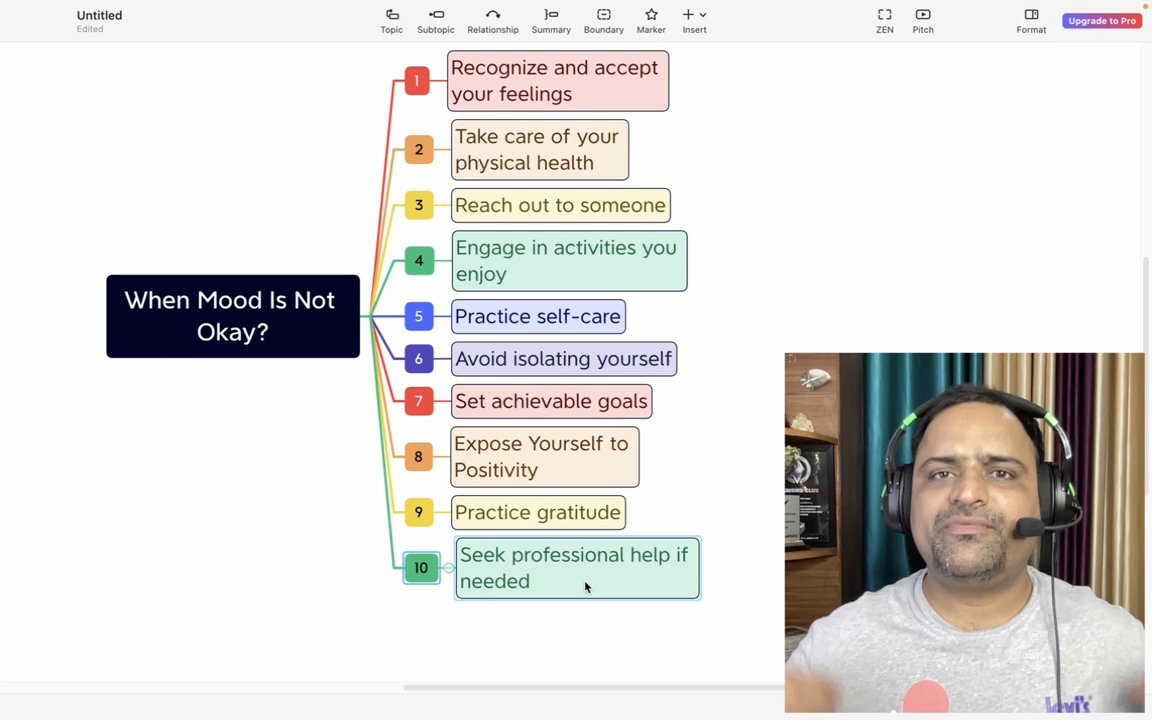 Untitled
Edited
Topic
Subtopic
Relationship
Summary
Boundary
Marker
Insert
ZEN
Pitch
Format
Upgrade to Pro
When Mood Is Not
Okay?
1
Recognize and accept
your feelings
2
Take care of your
physical health
3
Reach out to someone
4
Engage in activities you
enjoy
5
Practice self-care
6
Avoid isolating yourself
7
Set achievable goals
8
Expose Yourself to
Positivity
9
Practice gratitude
10
Seek professional help if
needed
Levi's